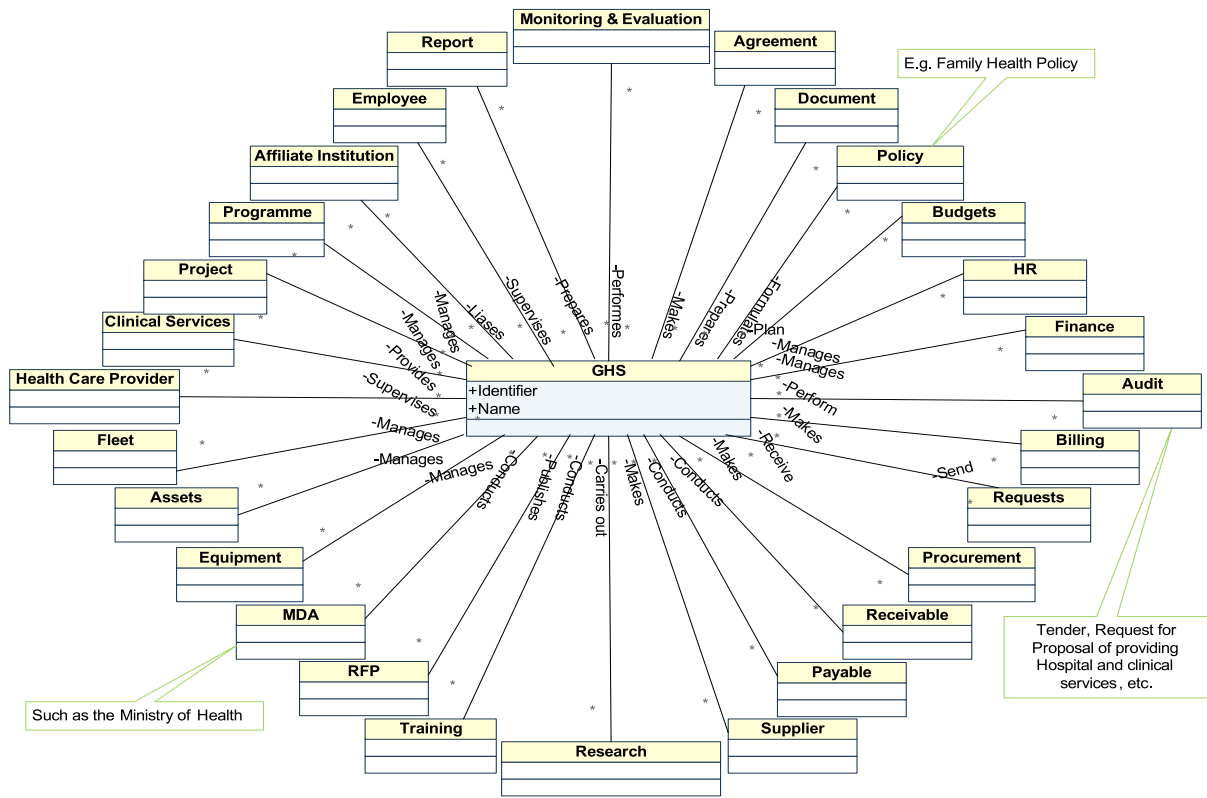 Monitoring & Evaluation
Report
Agreement
E.g. Family Health Policy
Employee
Document
Affiliate Institution
Policy
Programme
Budgets
Project
HR
Clinical Services
Finance
Health Care Provider
Audit
Fleet
Billing
Assets
Requests
Equipment
Procurement
MDA
Receivable
RFP
Payable
Training
Supplier
Research
GHS
+Identifier
+Name
-Performes
-Prepares
-Supervises
-Liases
-Manages
-Manages
-Provides
-Supervises
-Manages
-Manages
-Manages
-Conducts
-Publishes
-Conducts
-Carries out
-Makes
-Conducts
-Conducts
-Makes
-Receive
-Send
-Makes
-Perform
-Manages
-Manages
-Plan
-Formulates
-Prepares
-Makes
Tender, Request for
Proposal of providing
Hospital and clinical
services, etc.
Such as the Ministry of Health